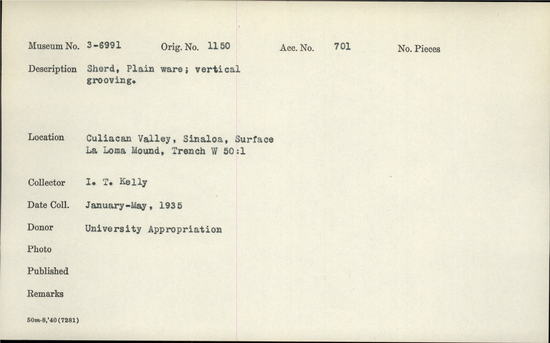 Museum No. 3-6991 Orig. No. 1150 Acc. No. 701 No. Pieces
Description Sherd, Plain ware; vertical
grooving.
Location Culiacan Valley, Sinaloa, Surface
La Loma Mound, Trench W 50:1
Collector I. T. Kelly
Date Coll. January-May, 1935
Donor University Appropriation
Photo
Published
Remarks
50m-8,'40(7281)